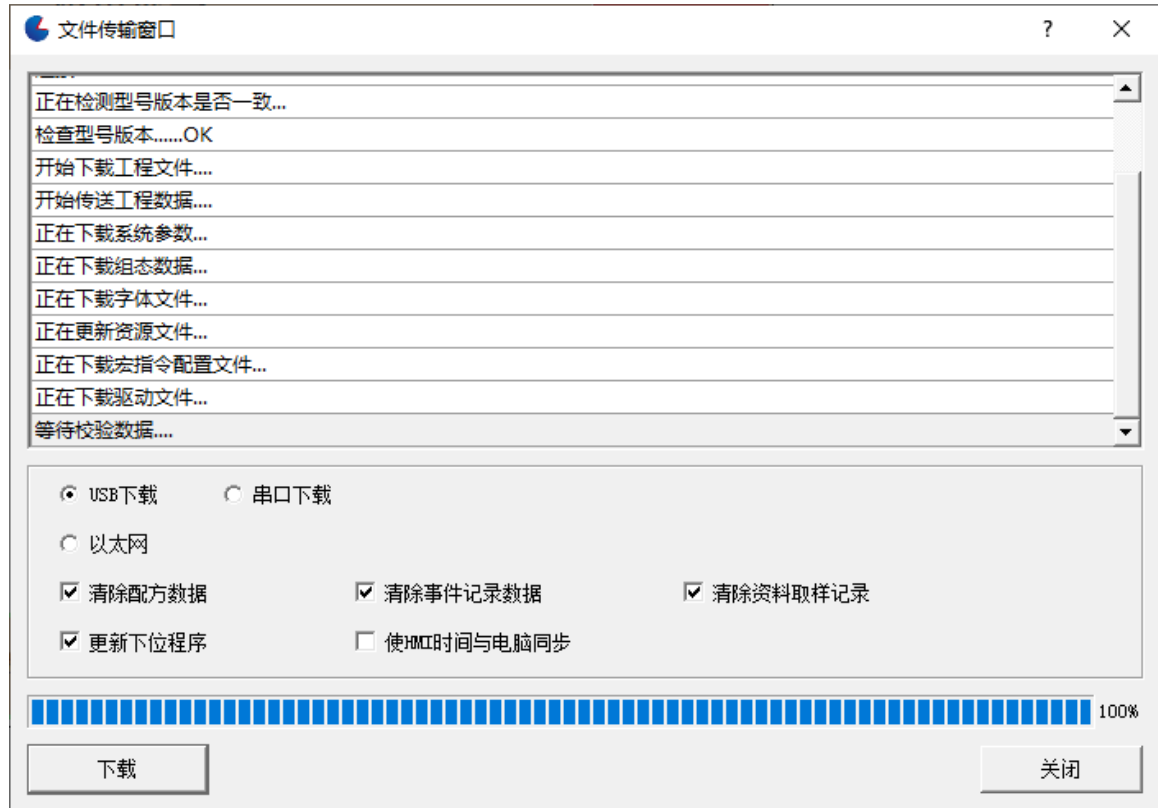 文件传输窗口
?
正在检测型号版本是否一致...
检查型号版本......OK
开始下载工程文件....
开始传送工程数据....
正在下载系统参数...
正在下载组态数据...
正在下载字体文件...
正在更新资源文件...
正在下载宏指令配置文件...
正在下载驱动文件...
等待校验数据....
USB下载 串口下载
以太网
清除配方数据 清除事件记录数据 清除资料取样记录
更新下位程序 使HMI时间与电脑同步
100%
下载 关闭